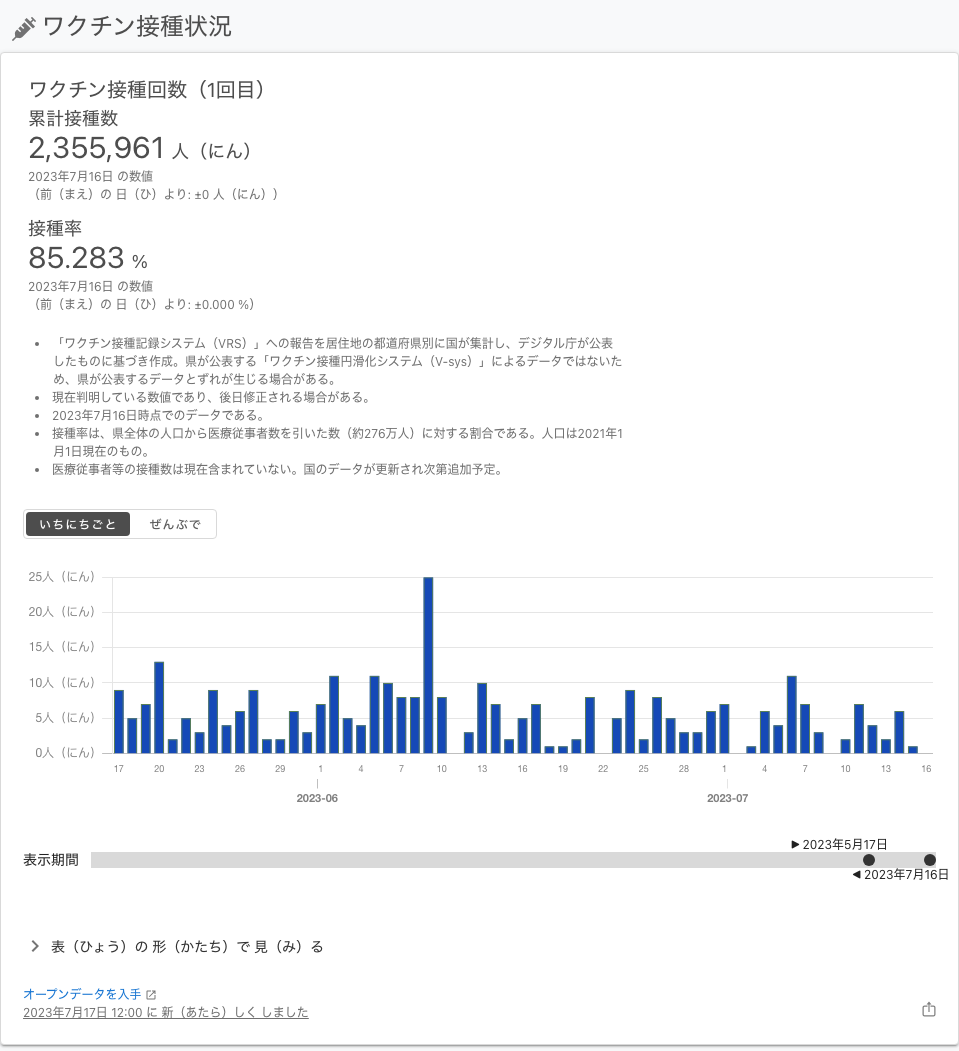 ワクチン接種状況
ワクチン接種回数（1回目）
累計接種数
2,355,961 人（にん）
2023年7月16日 の数値
（前（まえ）の 日（ひ）より: ±0 人（にん））
接種率
85.283 %
2023年7月16日 の数値
（前（まえ）の 日（ひ）より: ±0.000 %）
• 「ワクチン接種記録システム（VRS）」への報告を居住地の都道府県別に国が集計し、デジタル庁が公表
したものに基づき作成。県が公表する「ワクチン接種円滑化システム（V-sys）」によるデータではないた
め、県が公表するデータとずれが生じる場合がある。
• 現在判明している数値であり、後日修正される場合がある。
• 2023年7月16日時点でのデータである。
• 接種率は、県全体の人口から医療従事者数を引いた数（約276万人）に対する割合である。人口は2021年1
月1日現在のもの。
• 医療従事者等の接種数は現在含まれていない。国のデータが更新され次第追加予定。
いちにちごと ぜんぶで
25人（にん）
20人（にん）
15人（にん）
10人（にん）
5人（にん）
0人（にん）
17 20 23 26 29 1 4 7 10 13 16 19 22 25 28 1 4 7 10 13 16
2023-06 2023-07
▶ 2023年5月17日
表示期間
◀ 2023年7月16日
表（ひょう）の 形（かたち）で 見（み）る
オープンデータを入手
2023年7月17日 12:00 に 新（あたら）しく しました